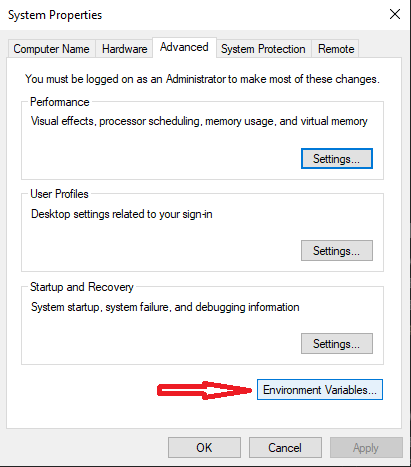 System Properties
Computer Name Hardware Advanced System Protection Remote
You must be logged on as an Administrator to make most of these changes.
Performance
Visual effects, processor scheduling, memory usage, and virtual memory
Settings...
User Profiles
Desktop settings related to your sign-in
Settings...
Startup and Recovery
System startup, system failure, and debugging information
Settings...
Environment Variables...
OK Cancel Apply